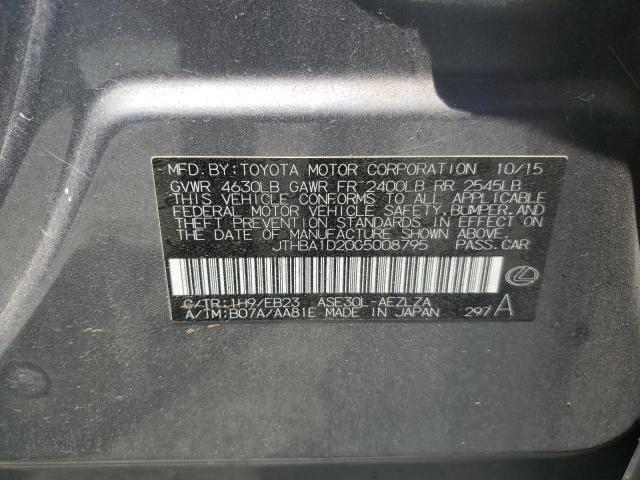 MFD.BY:TOYOTA MOTOR CORPORATION 10/15
GVWR 4630LB GAWR FR 2400LB RR 2545LB
THIS VEHICLE CONFORMS TO ALL APPLICABLE
FEDERAL MOTOR VEHICLE SAFETY, BUMPER, AND
THEFT PREVENTION STANDARDS IN EFFECT ON
THE DATE OF MANUFACTURE SHOWN ABOVE.
JTHBA1D20G5008795 PASS.CAR
C/TR:1H9/EB23 ASE30L-AEZLZA
A/TM:B07A/AA81E MADE IN JAPAN 297 A